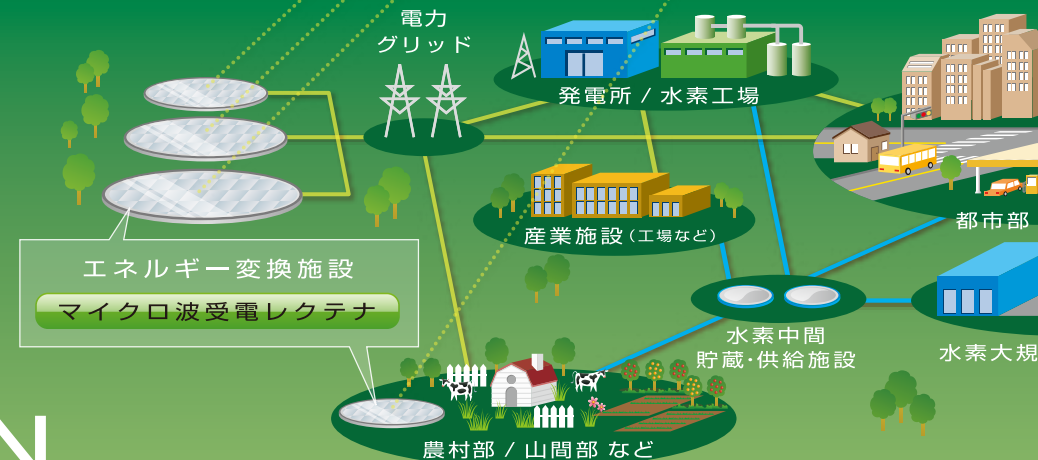 電力
グリッド
発電所 / 水素工場
産業施設（工場など）
都市部
エネルギー変換施設
マイクロ波受電レクテナ
水素中間
貯蔵・供給施設
水素大規
農村部 / 山間部 など
N